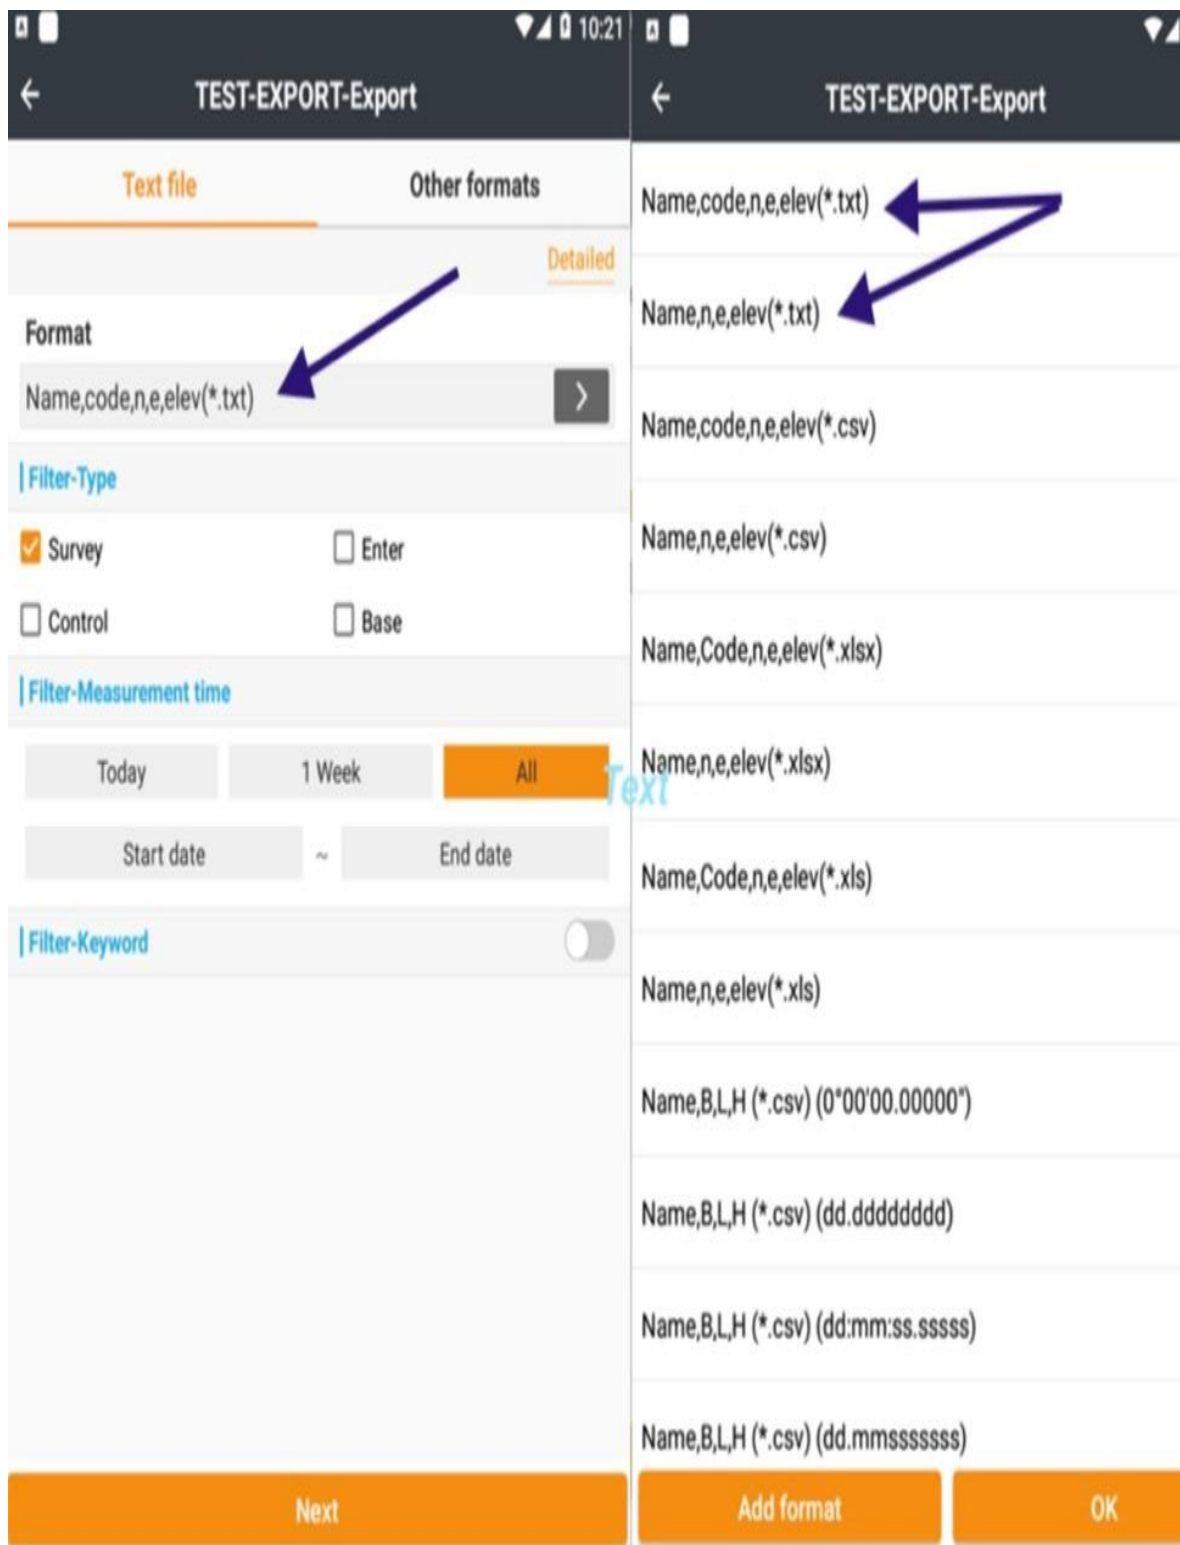 10:21
TEST-EXPORT-Export
Text file
Other formats
Detailed
Format
Name,code,n,e,elev(*.txt)
Filter-Type
Survey
Enter
Control
Base
Filter-Measurement time
Today
1 Week
All
Start date
~
End date
Filter-Keyword
Next
Text
TEST-EXPORT-Export
Name,code,n,e,elev(*.txt)
Name,n,e,elev(*.txt)
Name,code,n,e,elev(*.csv)
Name,n,e,elev(*.csv)
Name,Code,n,e,elev(*.xlsx)
Name,n,e,elev(*.xlsx)
Name,Code,n,e,elev(*.xls)
Name,n,e,elev(*.xls)
Name,B,L,H (*.csv) (0°00'00.00000")
Name,B,L,H (*.csv) (dd.dddddddd)
Name,B,L,H (*.csv) (dd:mm:ss.sssss)
Name,B,L,H (*.csv) (dd.mmsssssss)
Add format
OK